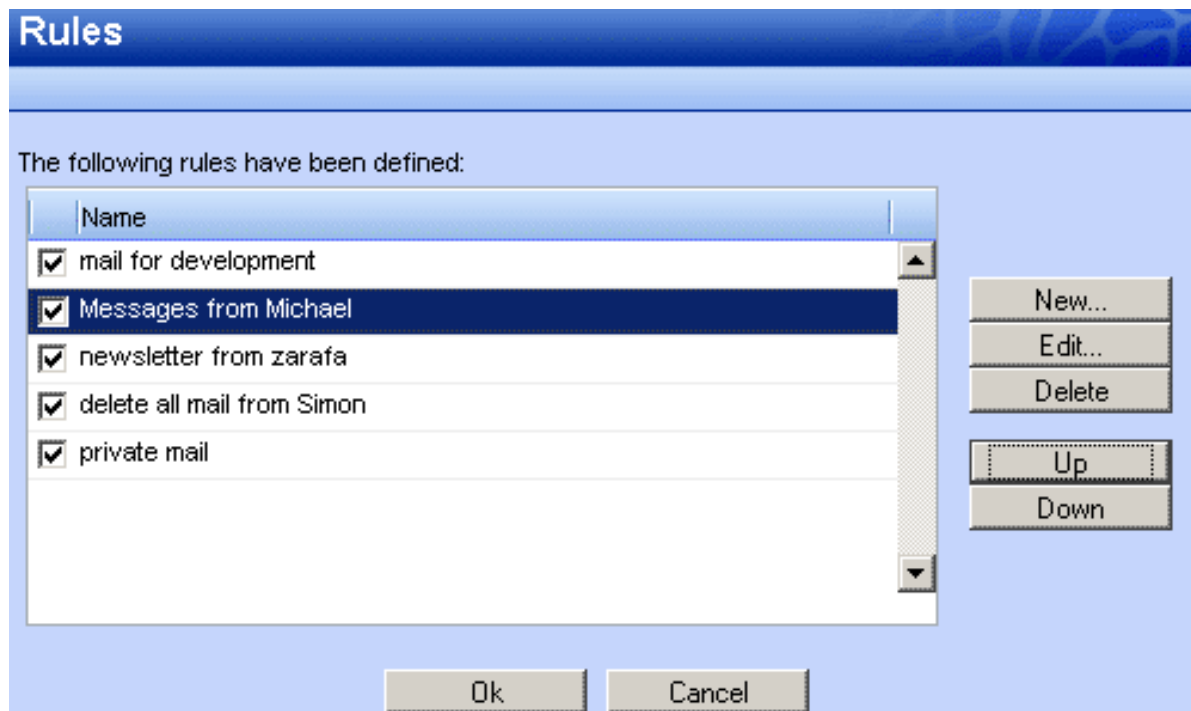 Rules
The following rules have been defined:
Name
mail for development
Messages from Michael
newsletter from zarafa
delete all mail from Simon
private mail
New...
Edit...
Delete
Up
Down
Ok
Cancel